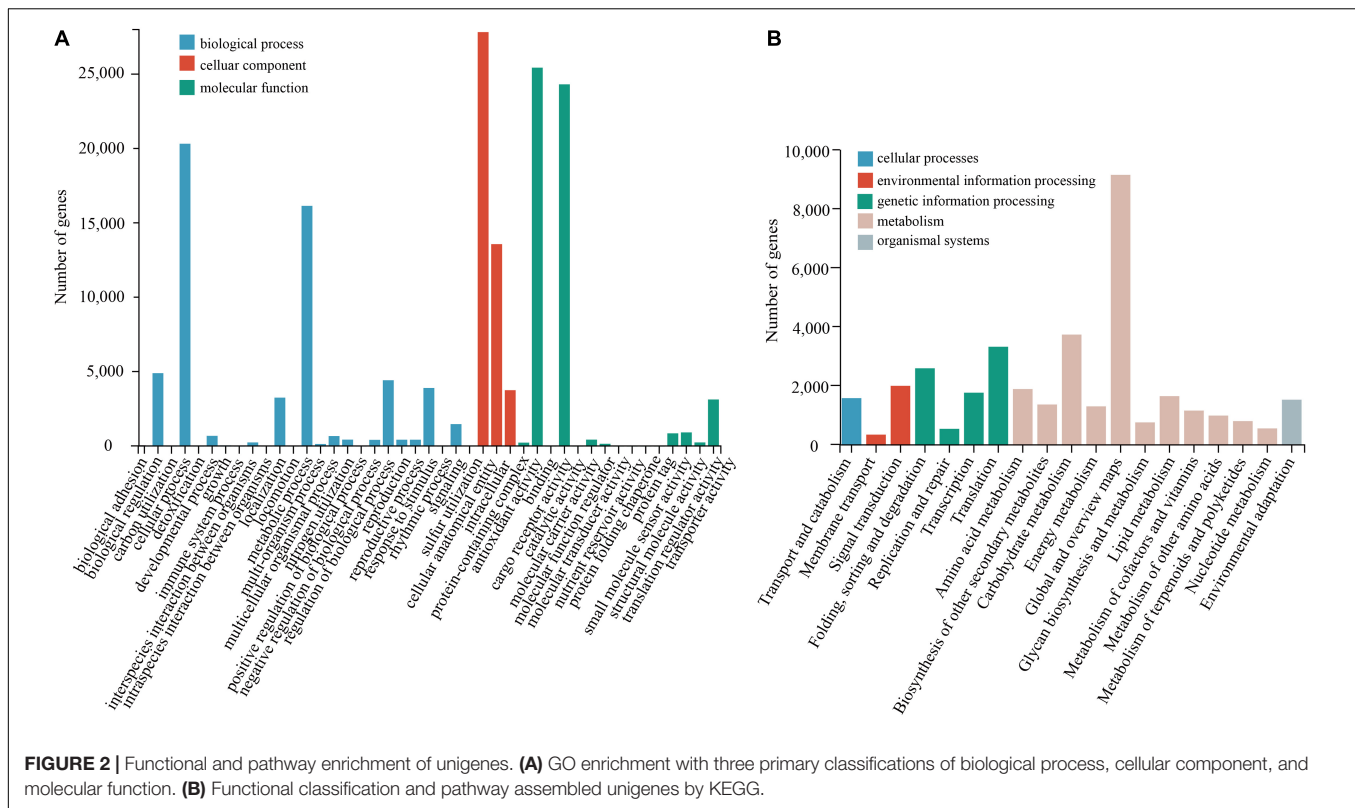 A
biological process
celluar component
molecular function
Number of genes
25,000
20,000
15,000
10,000
5,000
0
biological adhesion
biological regulation
carbon utilization
cellular process
detoxification
developmental process
growth
immune system process
interspecies interaction between organisms
intraspecies interaction between organisms
localization
locomotion
metabolic process
multi-organism process
multicellular organismal process
nitrogen utilization
positive regulation of biological process
negative regulation of biological process
regulation of biological process
reproduction
reproductive process
response to stimulus
rhythmic process
signaling
sulfur utilization
cellular anatomical entity
intracellular
protein-containing complex
antioxidant activity
binding
cargo receptor activity
catalytic activity
molecular carrier activity
molecular function regulator
molecular transducer activity
nutrient reservoir activity
protein folding chaperone
protein tag
small molecule sensor activity
structural molecule activity
translation regulator activity
transporter activity
B
cellular processes
environmental information processing
genetic information processing
metabolism
organismal systems
Number of genes
10,000
8,000
6,000
4,000
2,000
0
Transport and catabolism
Membrane transport
Signal transduction
Folding, sorting and degradation
Replication and repair
Transcription
Translation
Amino acid metabolism
Biosynthesis of other secondary metabolites
Carbohydrate metabolism
Energy metabolism
Global and overview maps
Glycan biosynthesis and metabolism
Lipid metabolism
Metabolism of cofactors and vitamins
Metabolism of other amino acids
Metabolism of terpenoids and polyketides
Nucleotide metabolism
Environmental adaptation
FIGURE 2 | Functional and pathway enrichment of unigenes. (A) GO enrichment with three primary classifications of biological process, cellular component, and
molecular function. (B) Functional classification and pathway assembled unigenes by KEGG.